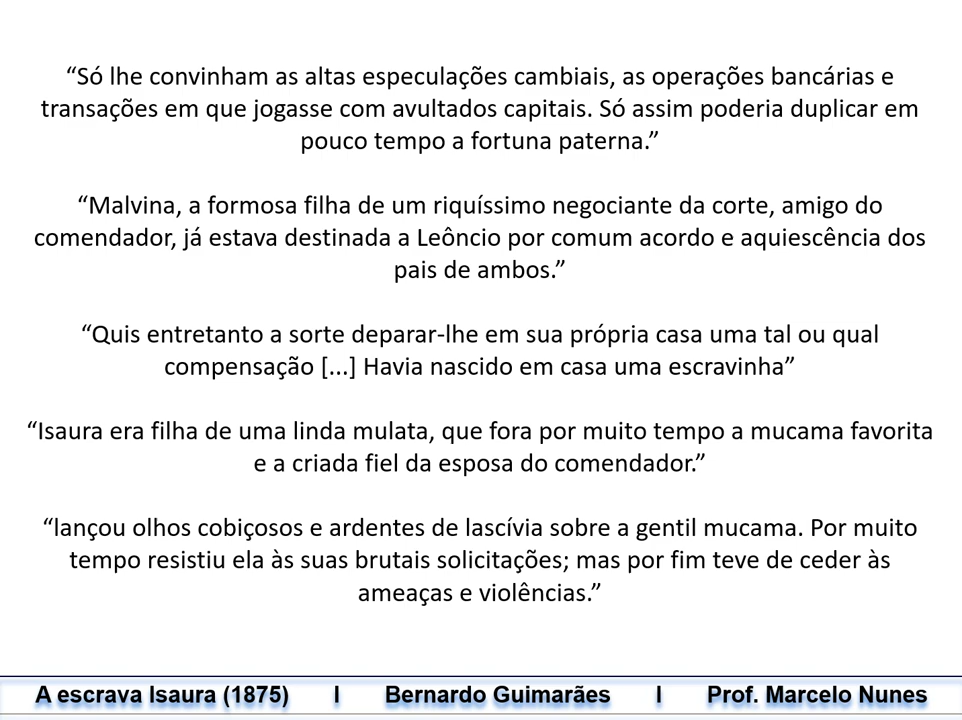 “Só lhe convinham as altas especulações cambiais, as operações bancárias e
transações em que jogasse com avultados capitais. Só assim poderia duplicar em
pouco tempo a fortuna paterna.”
“Malvina, a formosa filha de um riquíssimo negociante da corte, amigo do
comendador, já estava destinada a Leôncio por comum acordo e aquiescência dos
pais de ambos.”
“Quis entretanto a sorte deparar-lhe em sua própria casa uma tal ou qual
compensação [...] Havia nascido em casa uma escravinha”
“Isaura era filha de uma linda mulata, que fora por muito tempo a mucama favorita
e a criada fiel da esposa do comendador.”
“lançou olhos cobiçosos e ardentes de lascívia sobre a gentil mucama. Por muito
tempo resistiu ela às suas brutais solicitações; mas por fim teve de ceder às
ameaças e violências.”
A escrava Isaura (1875) I Bernardo Guimarães I Prof. Marcelo Nunes